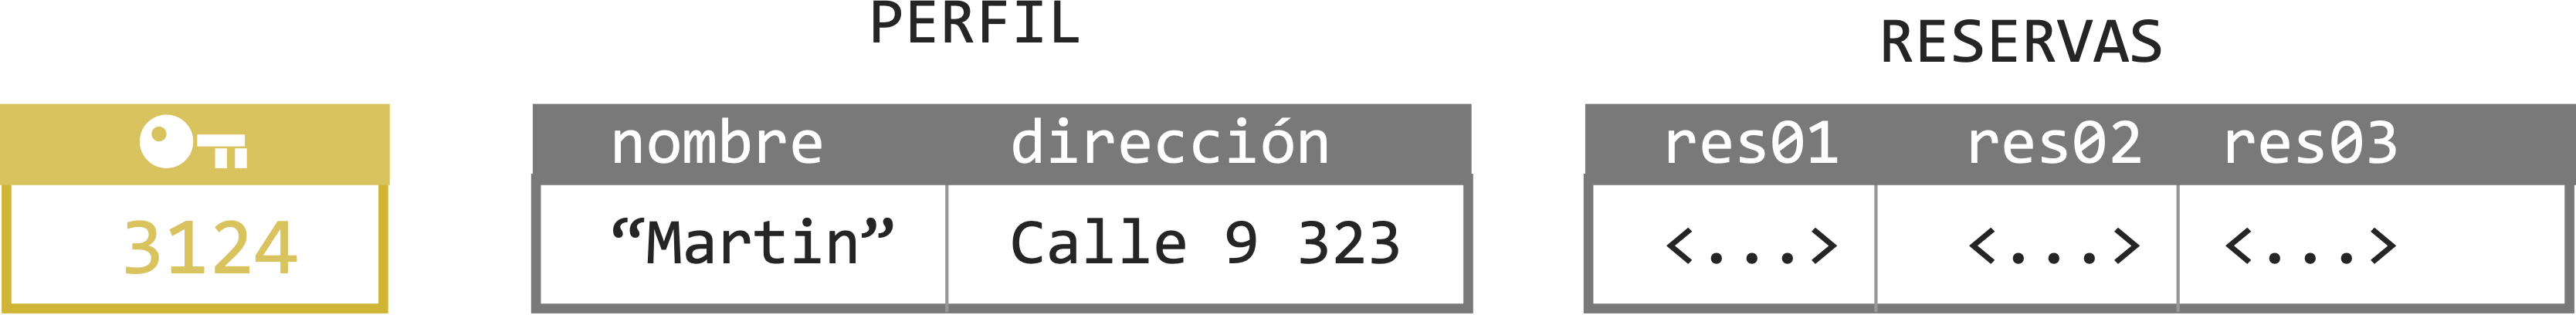 PERFIL
RESERVAS
nombre dirección
res01 res02 res03
3124
“Martin” Calle 9 323
<...> <...> <...>